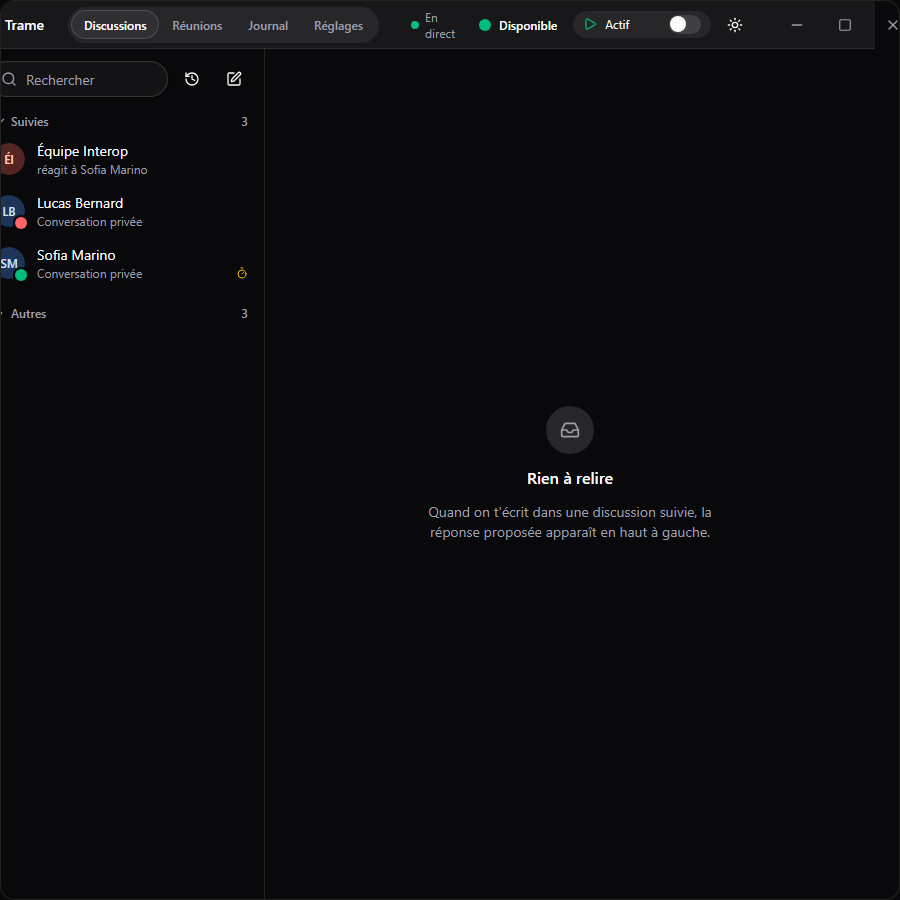 Trame
Discussions
Réunions
Journal
Réglages
En direct
Disponible
Actif
Rechercher
Suivies 3
ÉI
Équipe Interop
réagit à Sofia Marino
LB
Lucas Bernard
Conversation privée
SM
Sofia Marino
Conversation privée
Autres 3
Rien à relire
Quand on t'écrit dans une discussion suivie, la
réponse proposée apparaît en haut à gauche.